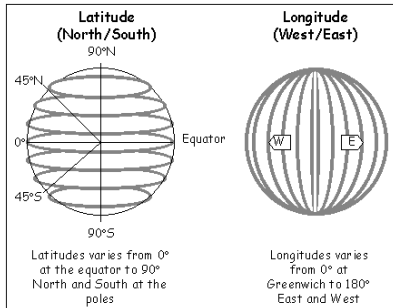 Latitude
(North/South)
90°N
45°N
0°
Equator
45°S
90°S
Latitudes varies from 0°
at the equator to 90°
North and South at the
poles
Longitude
(West/East)
W
E
Longitudes varies
from 0° at
Greenwich to 180°
East and West